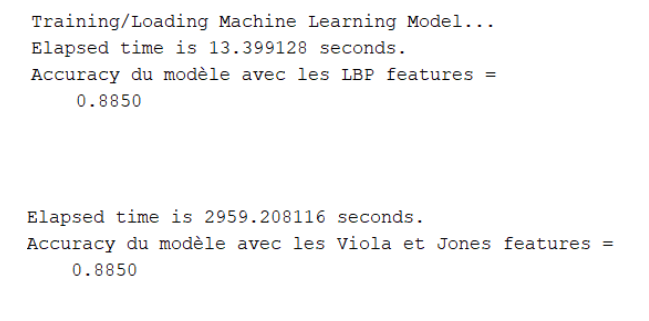 Training/Loading Machine Learning Model...
Elapsed time is 13.399128 seconds.
Accuracy du modèle avec les LBP features =
0.8850
Elapsed time is 2959.208116 seconds.
Accuracy du modèle avec les Viola et Jones features =
0.8850